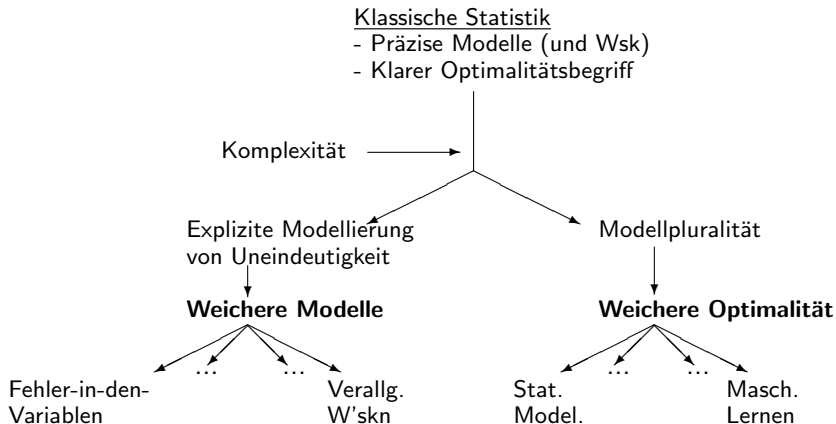 Klassische Statistik
- Präzise Modelle (und Wsk)
- Klarer Optimalitätsbegriff
Komplexität
Explizite Modellierung
von Uneindeutigkeit
Modellpluralität
Weichere Modelle
Weichere Optimalität
... ...
... ...
Fehler-in-den-
Variablen
Verallg.
W'skn
Stat.
Model.
Masch.
Lernen